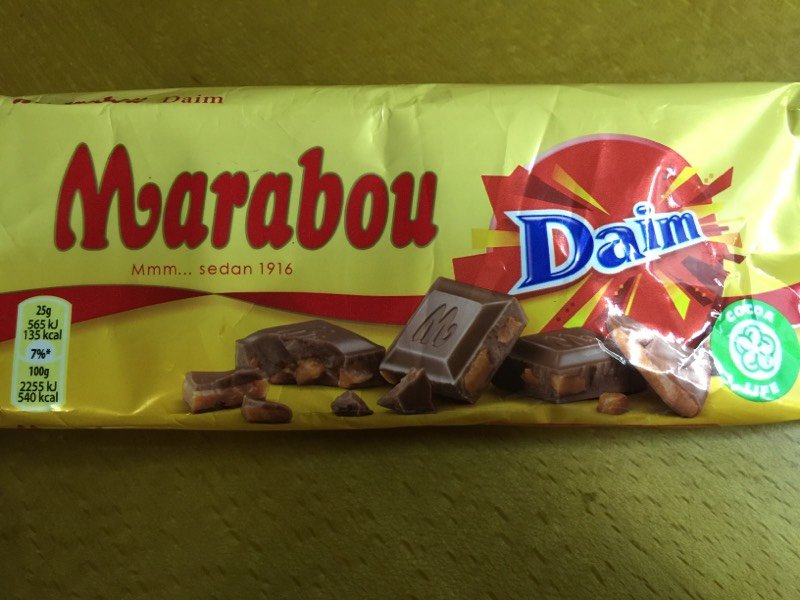 Marabou Daim
Marabou
Mmm... sedan 1916
Daim
25g
565 kJ
135 kcal
7%*
100g
2255 kJ
540 kcal
M
COCOA
LIFE